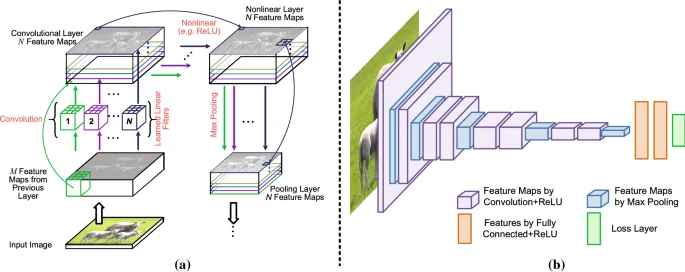 Convolutional Layer
N Feature Maps
Nonlinear
(e.g. ReLU)
Nonlinear Layer
N Feature Maps
Convolution
1
2
...
N
Learned Linear
Filters
Max Pooling
M Feature
Maps from
Previous
Layer
Pooling Layer
N Feature Maps
Input Image
(a)
Feature Maps by
Convolution+ReLU
Feature Maps
by Max Pooling
Features by Fully
Connected+ReLU
Loss Layer
(b)